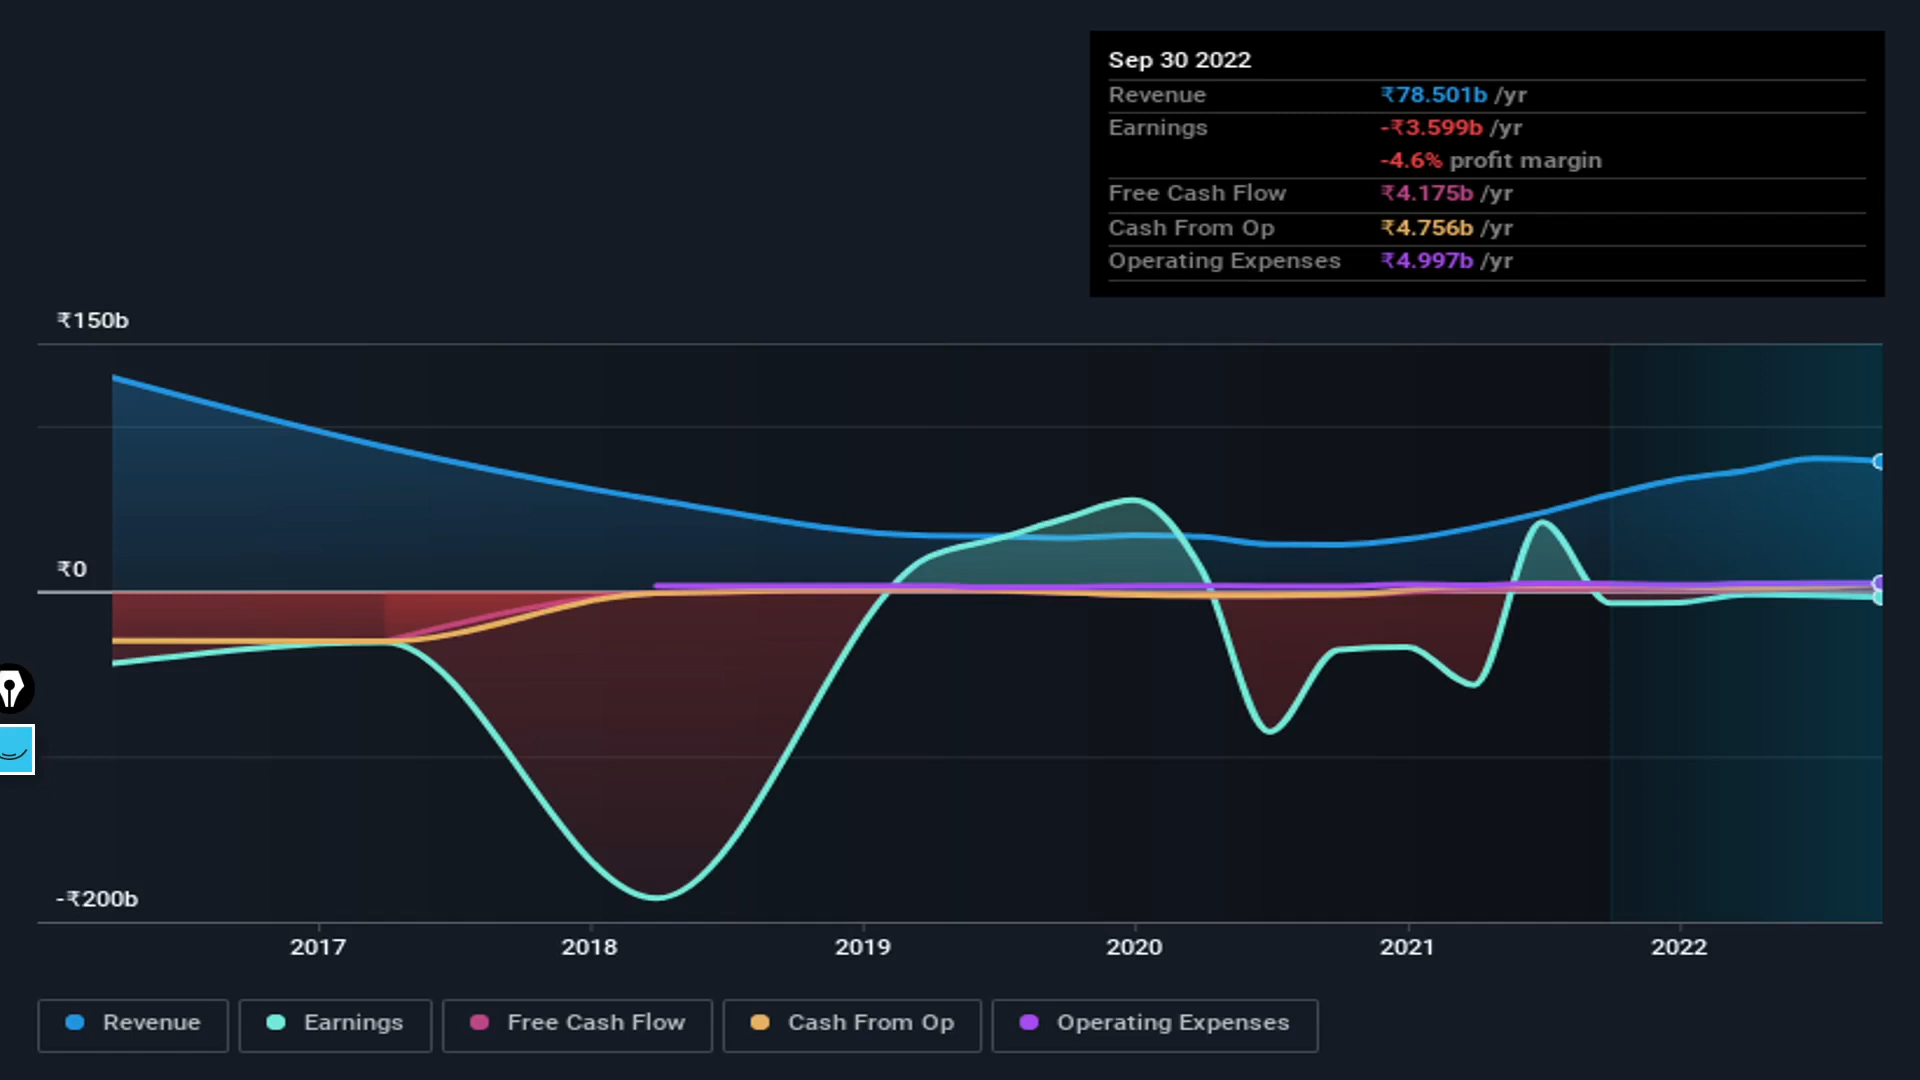 Sep 30 2022
Revenue ₹78.501b /yr
Earnings -₹3.599b /yr
-4.6% profit margin
Free Cash Flow ₹4.175b /yr
Cash From Op ₹4.756b /yr
Operating Expenses ₹4.997b /yr
₹150b
₹0
-₹200b
2017 2018 2019 2020 2021 2022
Revenue Earnings Free Cash Flow Cash From Op Operating Expenses